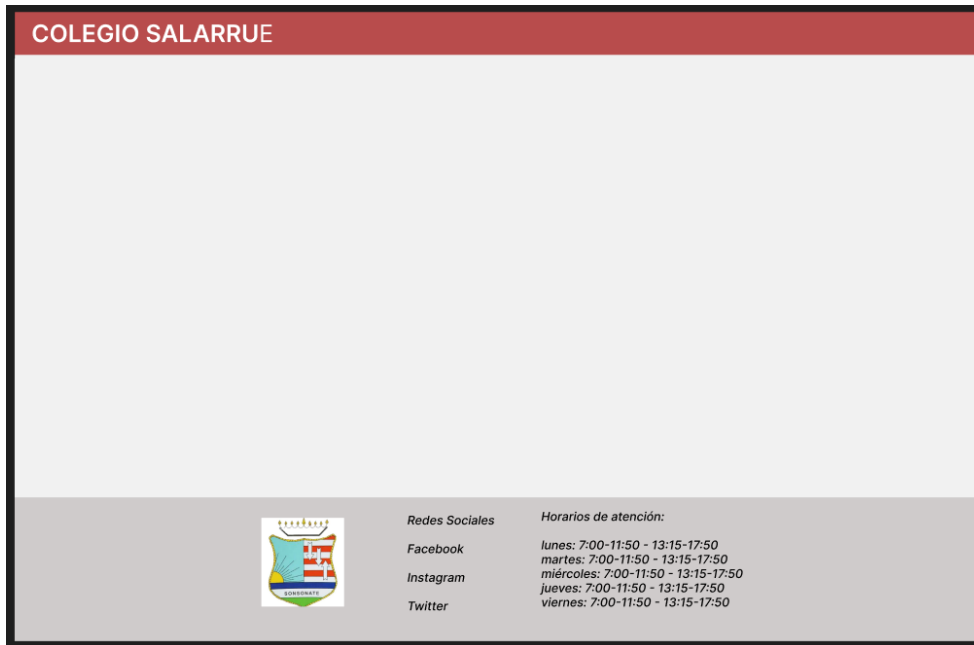 COLEGIO SALARRUE
SONSONATE
Redes Sociales
Facebook
Instagram
Twitter
Horarios de atención:
lunes: 7:00-11:50 - 13:15-17:50
martes: 7:00-11:50 - 13:15-17:50
miércoles: 7:00-11:50 - 13:15-17:50
jueves: 7:00-11:50 - 13:15-17:50
viernes: 7:00-11:50 - 13:15-17:50